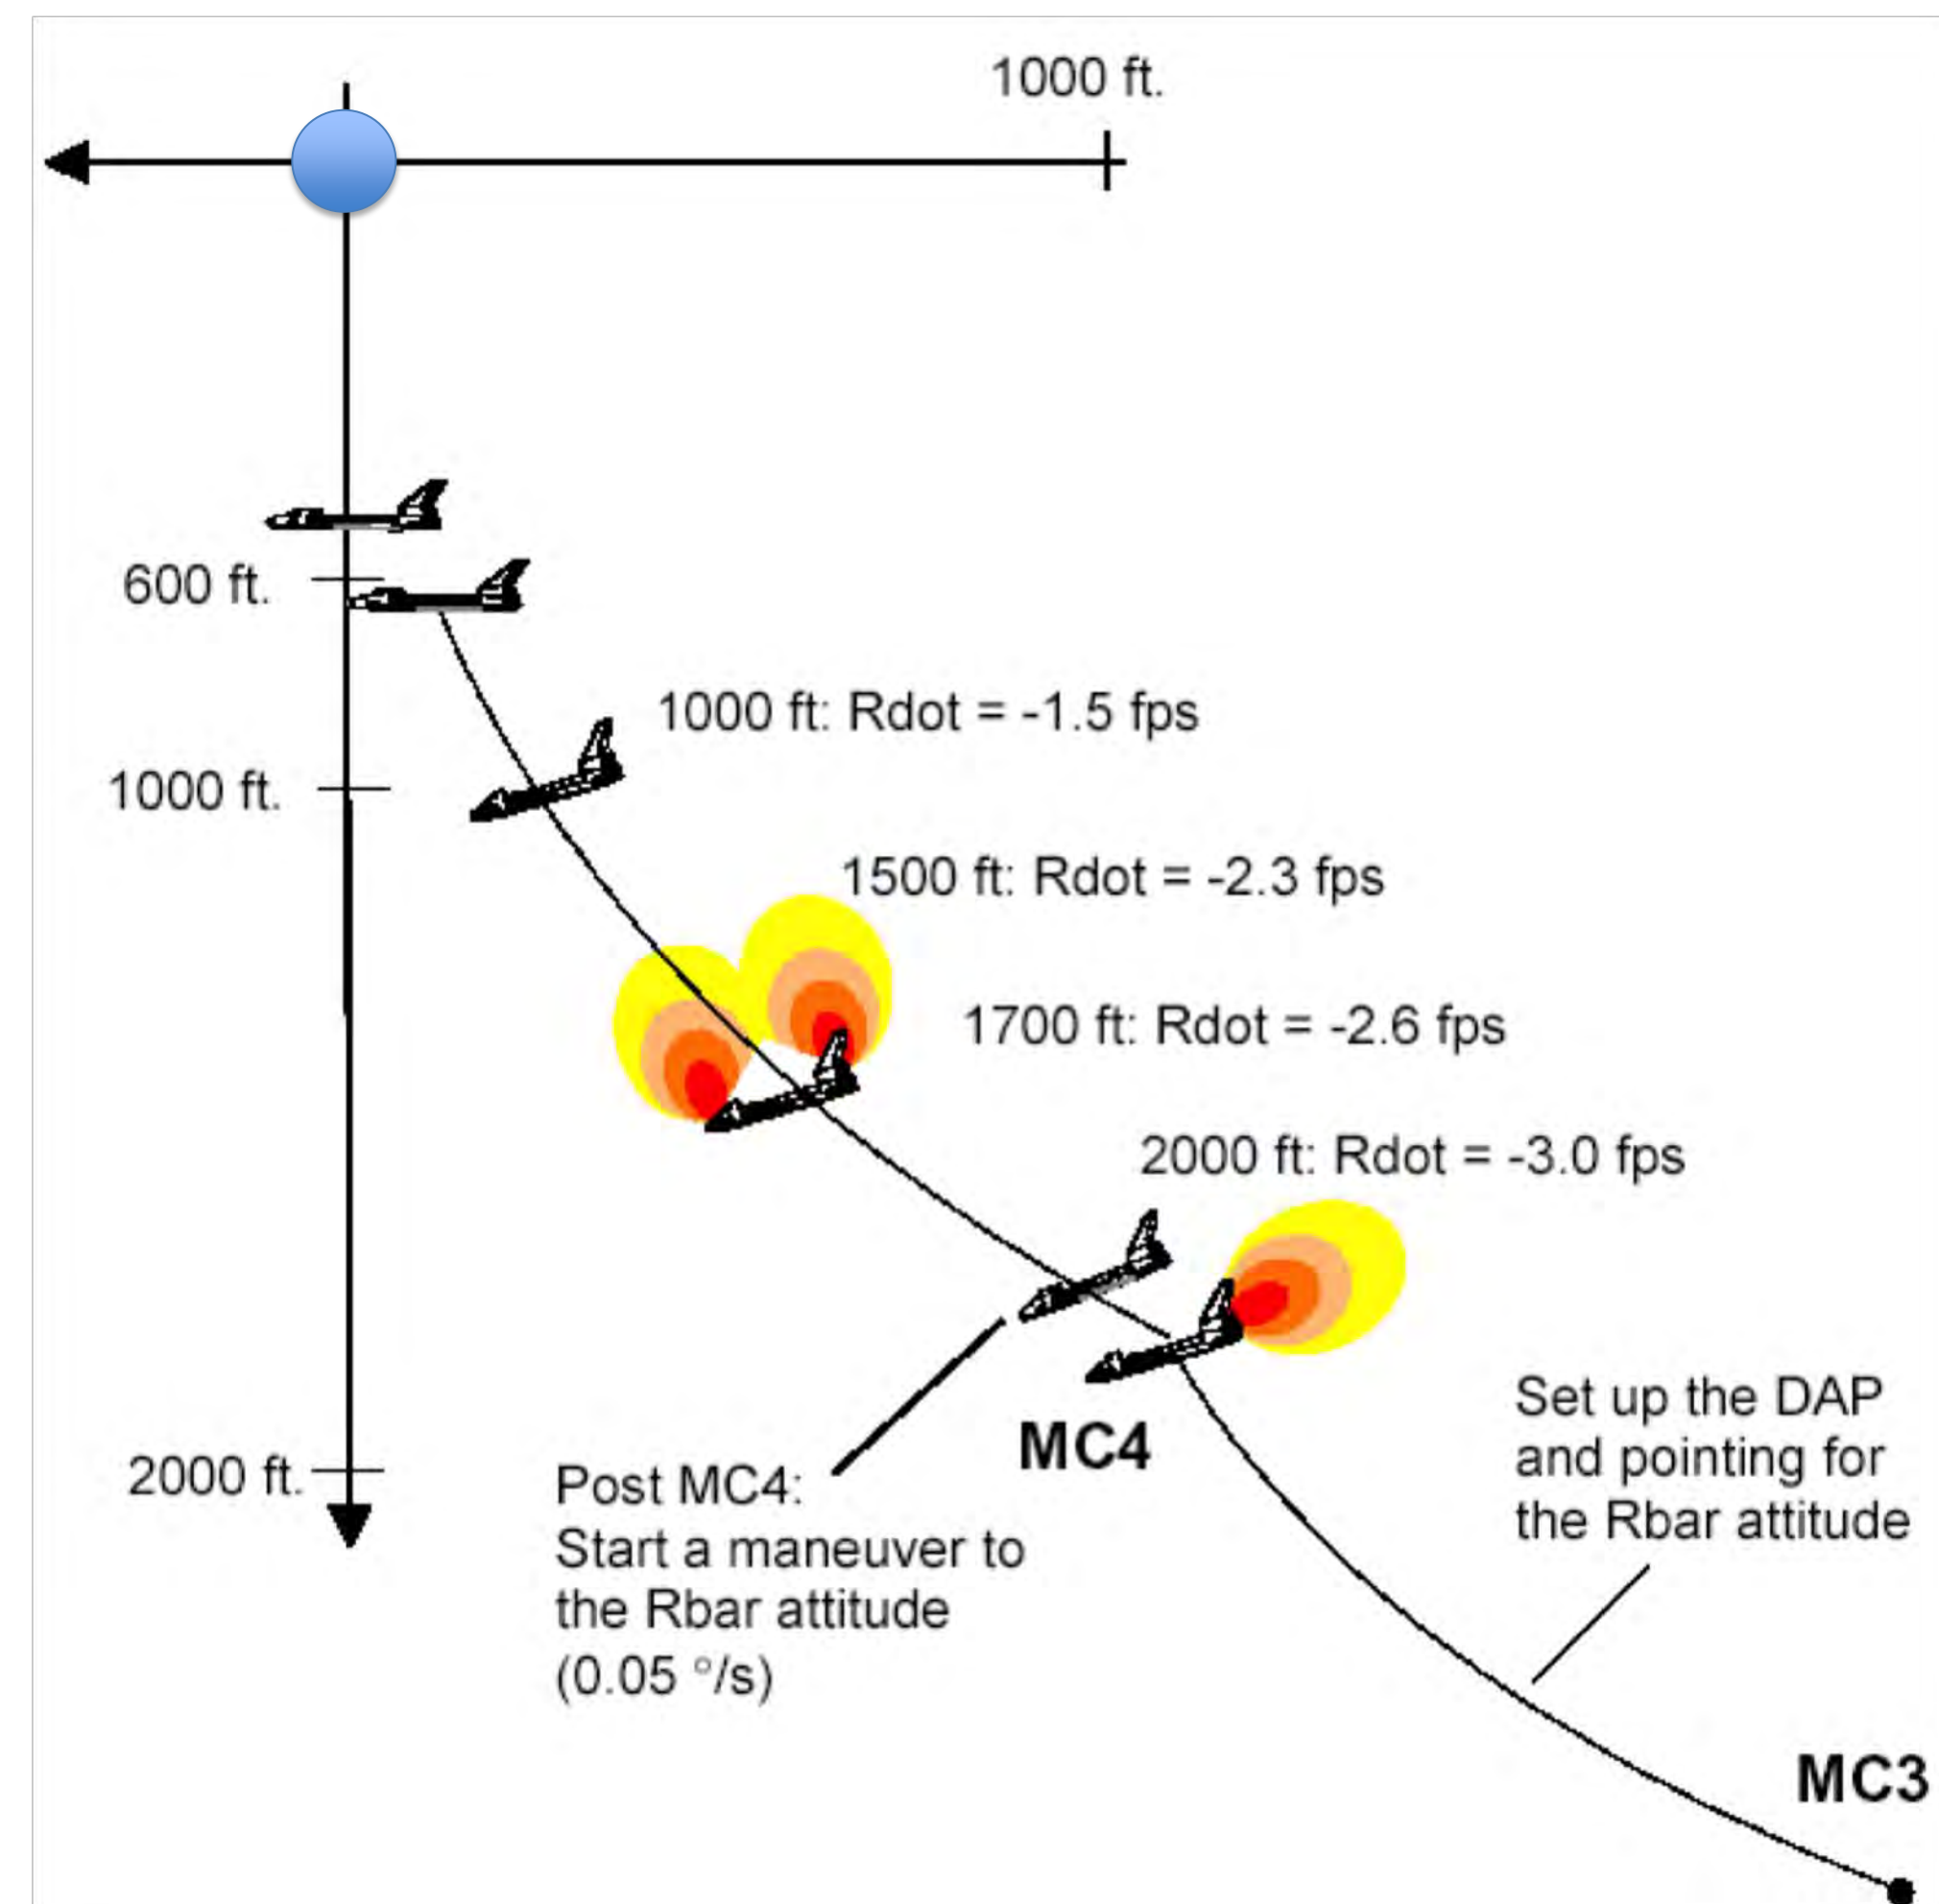 1000 ft.
600 ft.
1000 ft: Rdot = -1.5 fps
1000 ft.
1500 ft: Rdot = -2.3 fps
1700 ft: Rdot = -2.6 fps
2000 ft: Rdot = -3.0 fps
Set up the DAP
and pointing for
the Rbar attitude
MC4
2000 ft.
Post MC4:
Start a maneuver to
the Rbar attitude
(0.05 °/s)
MC3